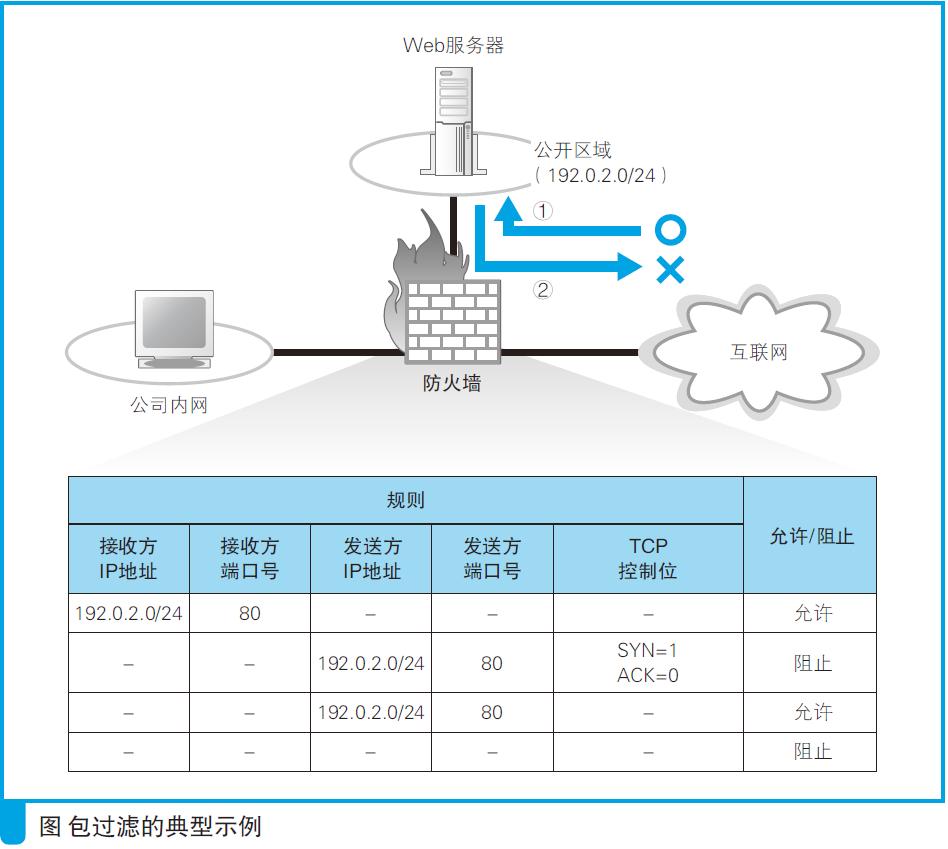 Web服务器
公开区域
（192.0.2.0/24）
①
②
防火墙
互联网
公司内网
规则
允许/阻止
接收方
IP地址
接收方
端口号
发送方
IP地址
发送方
端口号
TCP
控制位
192.0.2.0/24 80 – – – 允许
– – 192.0.2.0/24 80 SYN=1
ACK=0 阻止
– – 192.0.2.0/24 80 – 允许
– – – – – 阻止
图 包过滤的典型示例